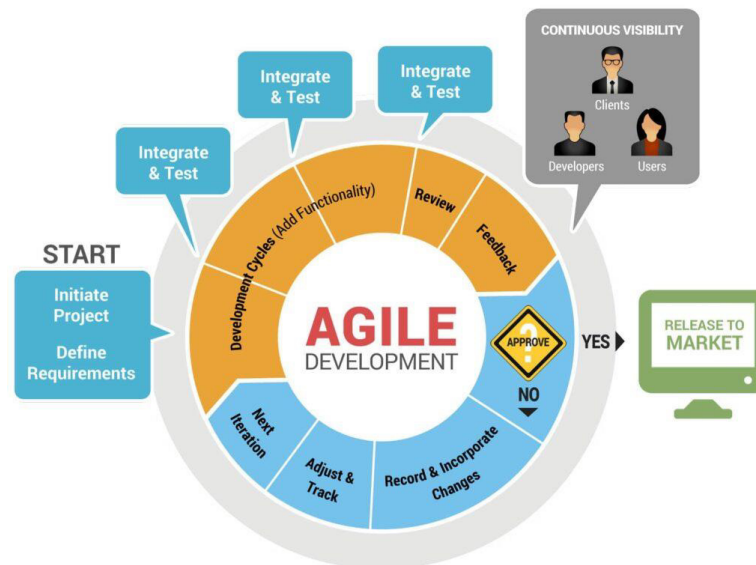 CONTINUOUS VISIBILITY
Clients
Developers
Users
Integrate
& Test
Integrate
& Test
Integrate
& Test
START
Initiate
Project
Define
Requirements
Development Cycles (Add Functionality)
Review
Feedback
AGILE
DEVELOPMENT
?
APPROVE
YES
NO
RELEASE TO
MARKET
Record & Incorporate
Changes
Adjust &
Track
Next
Iteration